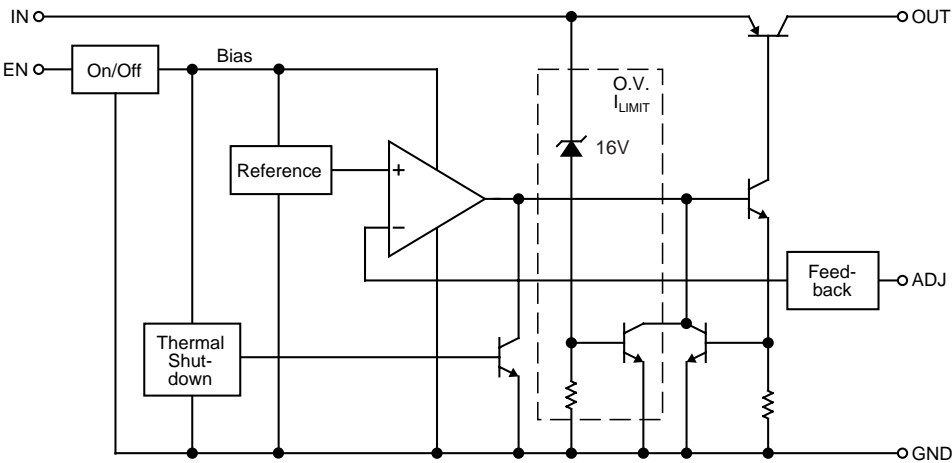 IN
OUT
EN
On/Off
Bias
O.V.
I_LIMIT
16V
Reference
+
−
Feed-
back
ADJ
Thermal
Shut-
down
GND